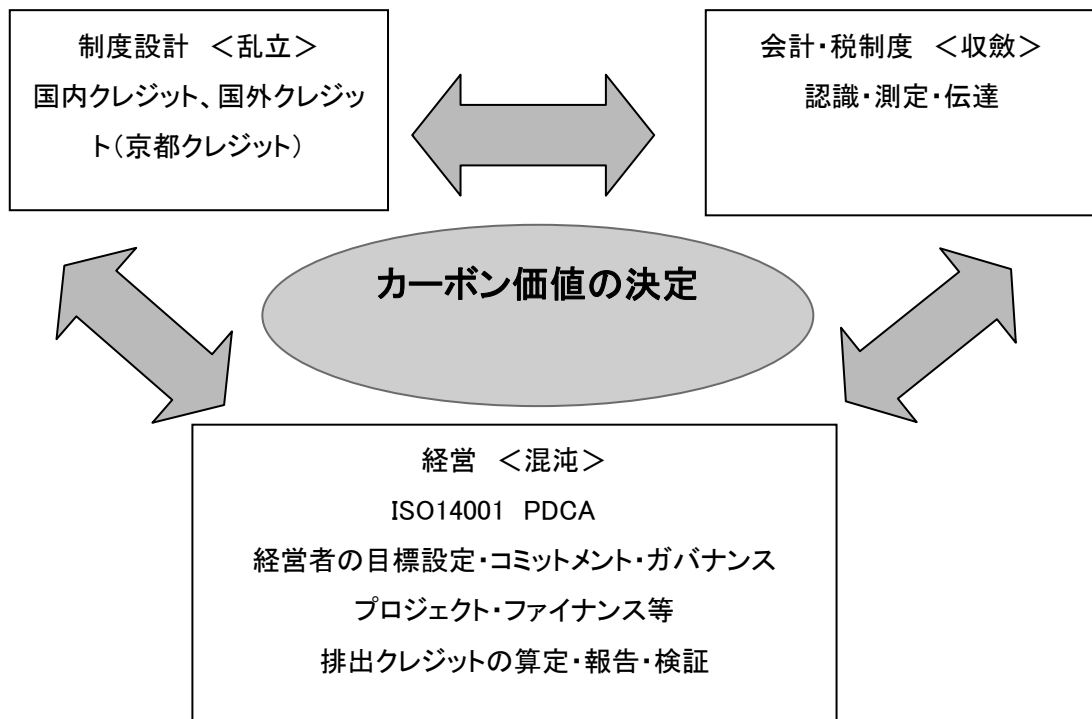 制度設計 <乱立>
国内クレジット、国外クレジッ
ト(京都クレジット)
会計・税制度 <収斂>
認識・測定・伝達
カーボン価値の決定
経営 <混沌>
ISO14001 PDCA
経営者の目標設定・コミットメント・ガバナンス
プロジェクト・ファイナンス等
排出クレジットの算定・報告・検証